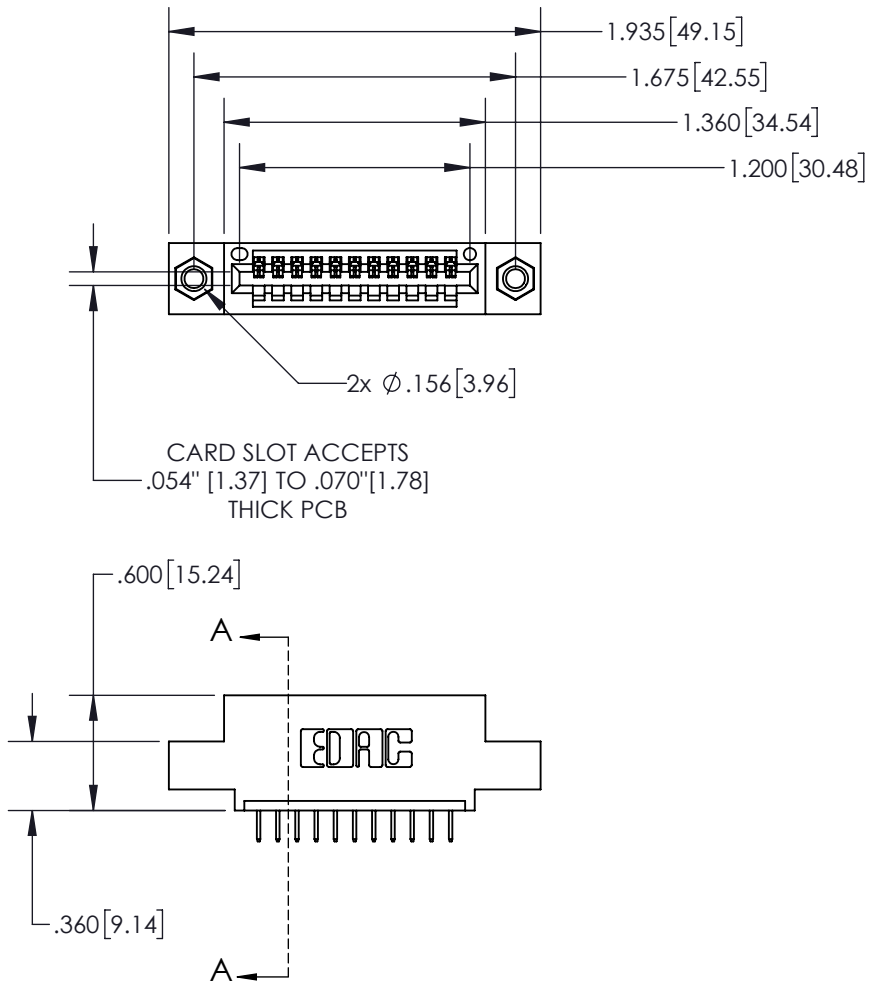 1.935[49.15]
1.675[42.55]
1.360[34.54]
1.200[30.48]
2x Ø.156[3.96]
CARD SLOT ACCEPTS
.054" [1.37] TO .070"[1.78]
THICK PCB
.600[15.24]
A
EDAC
.360[9.14]
A